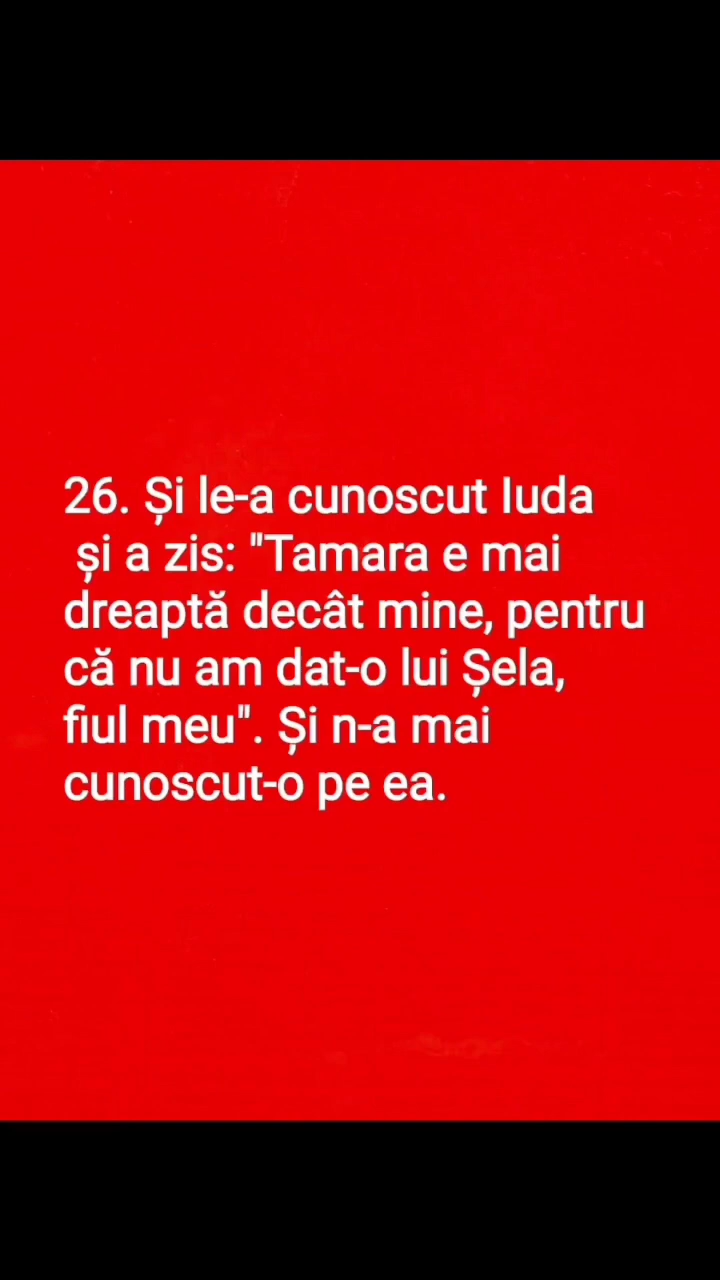 26. Și le-a cunoscut Iuda
și a zis: "Tamara e mai
dreaptă decât mine, pentru
că nu am dat-o lui Șela,
fiul meu". Și n-a mai
cunoscut-o pe ea.